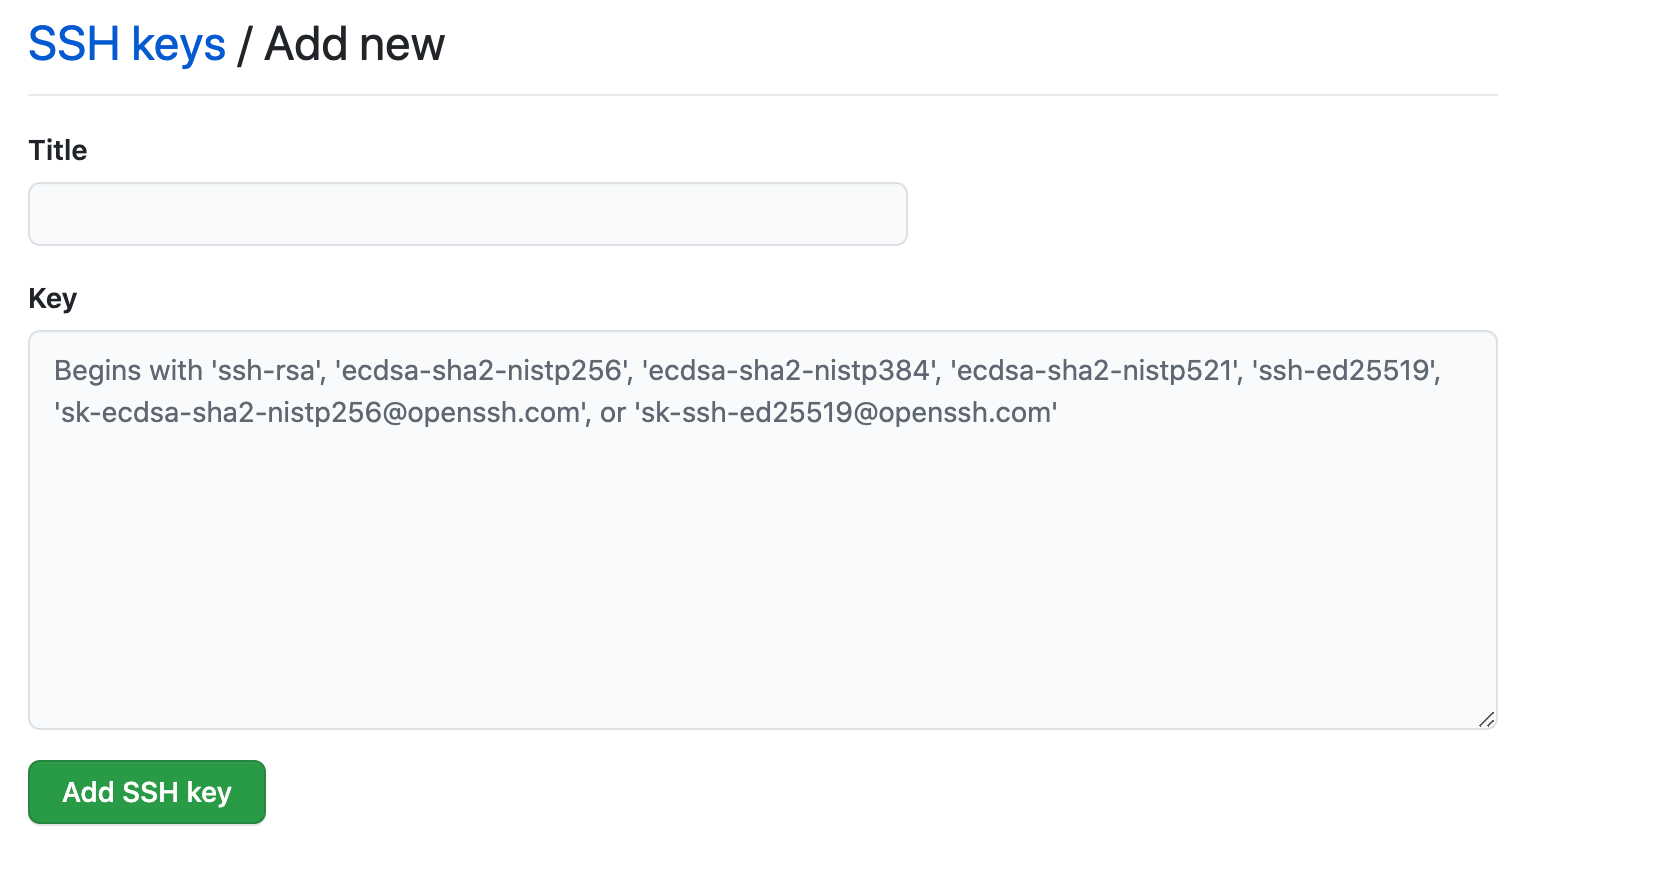 SSH keys / Add new
Title
Key
Begins with 'ssh-rsa', 'ecdsa-sha2-nistp256', 'ecdsa-sha2-nistp384', 'ecdsa-sha2-nistp521', 'ssh-ed25519',
'sk-ecdsa-sha2-nistp256@openssh.com', or 'sk-ssh-ed25519@openssh.com'
Add SSH key